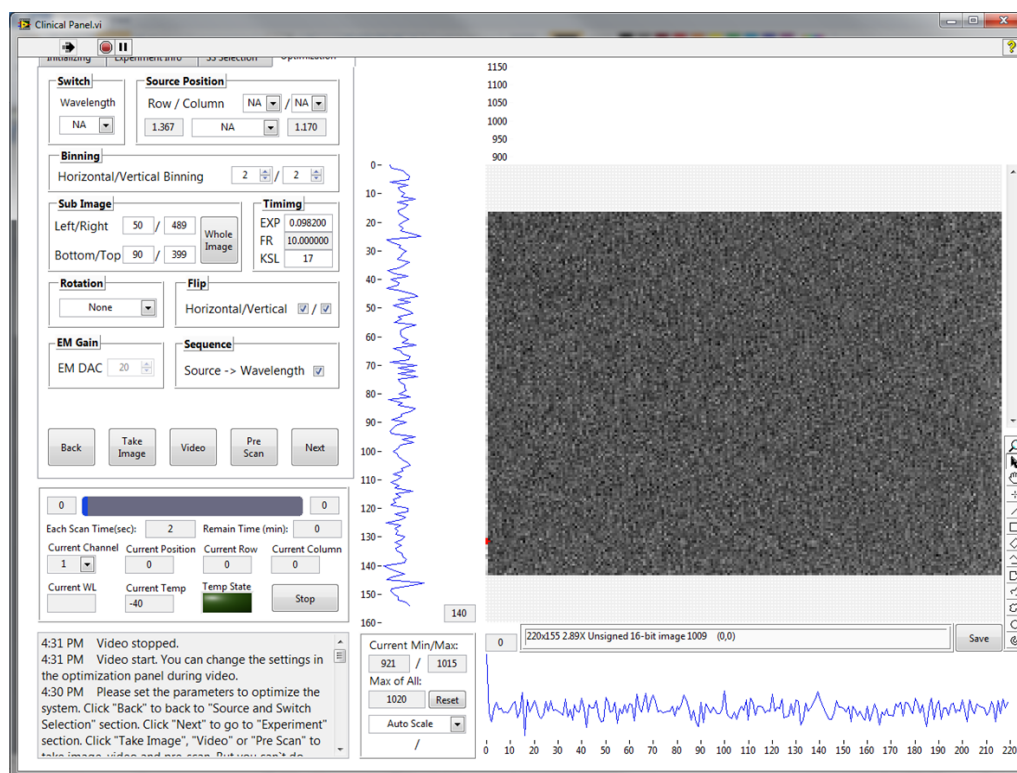 Clinical Panel.vi
Initializing Experiment Info SS Selection Optimization
Switch
Wavelength
NA
Source Position
Row / Column NA / NA
1.367 NA 1.170
Binning
Horizontal/Vertical Binning 2 / 2
Sub Image
Left/Right 50 / 489
Bottom/Top 90 / 399
Whole
Image
Timimg
EXP 0.098200
FR 10.000000
KSL 17
Rotation
None
Flip
Horizontal/Vertical /
EM Gain
EM DAC 20
Sequence
Source -> Wavelength
Back
Take
Image
Video
Pre
Scan
Next
0 0
Each Scan Time(sec): 2 Remain Time (min): 0
Current Channel Current Position Current Row Current Column
1 0 0 0
Current WL Current Temp Temp State
-40
Stop
4:31 PM Video stopped.
4:31 PM Video start. You can change the settings in
the optimization panel during video.
4:30 PM Please set the parameters to optimize the
system. Click "Back" to back to "Source and Switch
Selection" section. Click "Next" to go to "Experiment"
section. Click "Take Image", "Video" or "Pre Scan" to
take image, video and pre-scan. But you can't do
0-
10-
20-
30-
40-
50-
60-
70-
80-
90-
100-
110-
120-
130-
140-
150-
160-
140
1150
1100
1050
1000
950
900
Current Min/Max:
921 / 1015
Max of All:
1020 Reset
Auto Scale
/
0
220x155 2.89X Unsigned 16-bit image 1009 (0,0)
Save
0 10 20 30 40 50 60 70 80 90 100 110 120 130 140 150 160 170 180 190 200 210 220